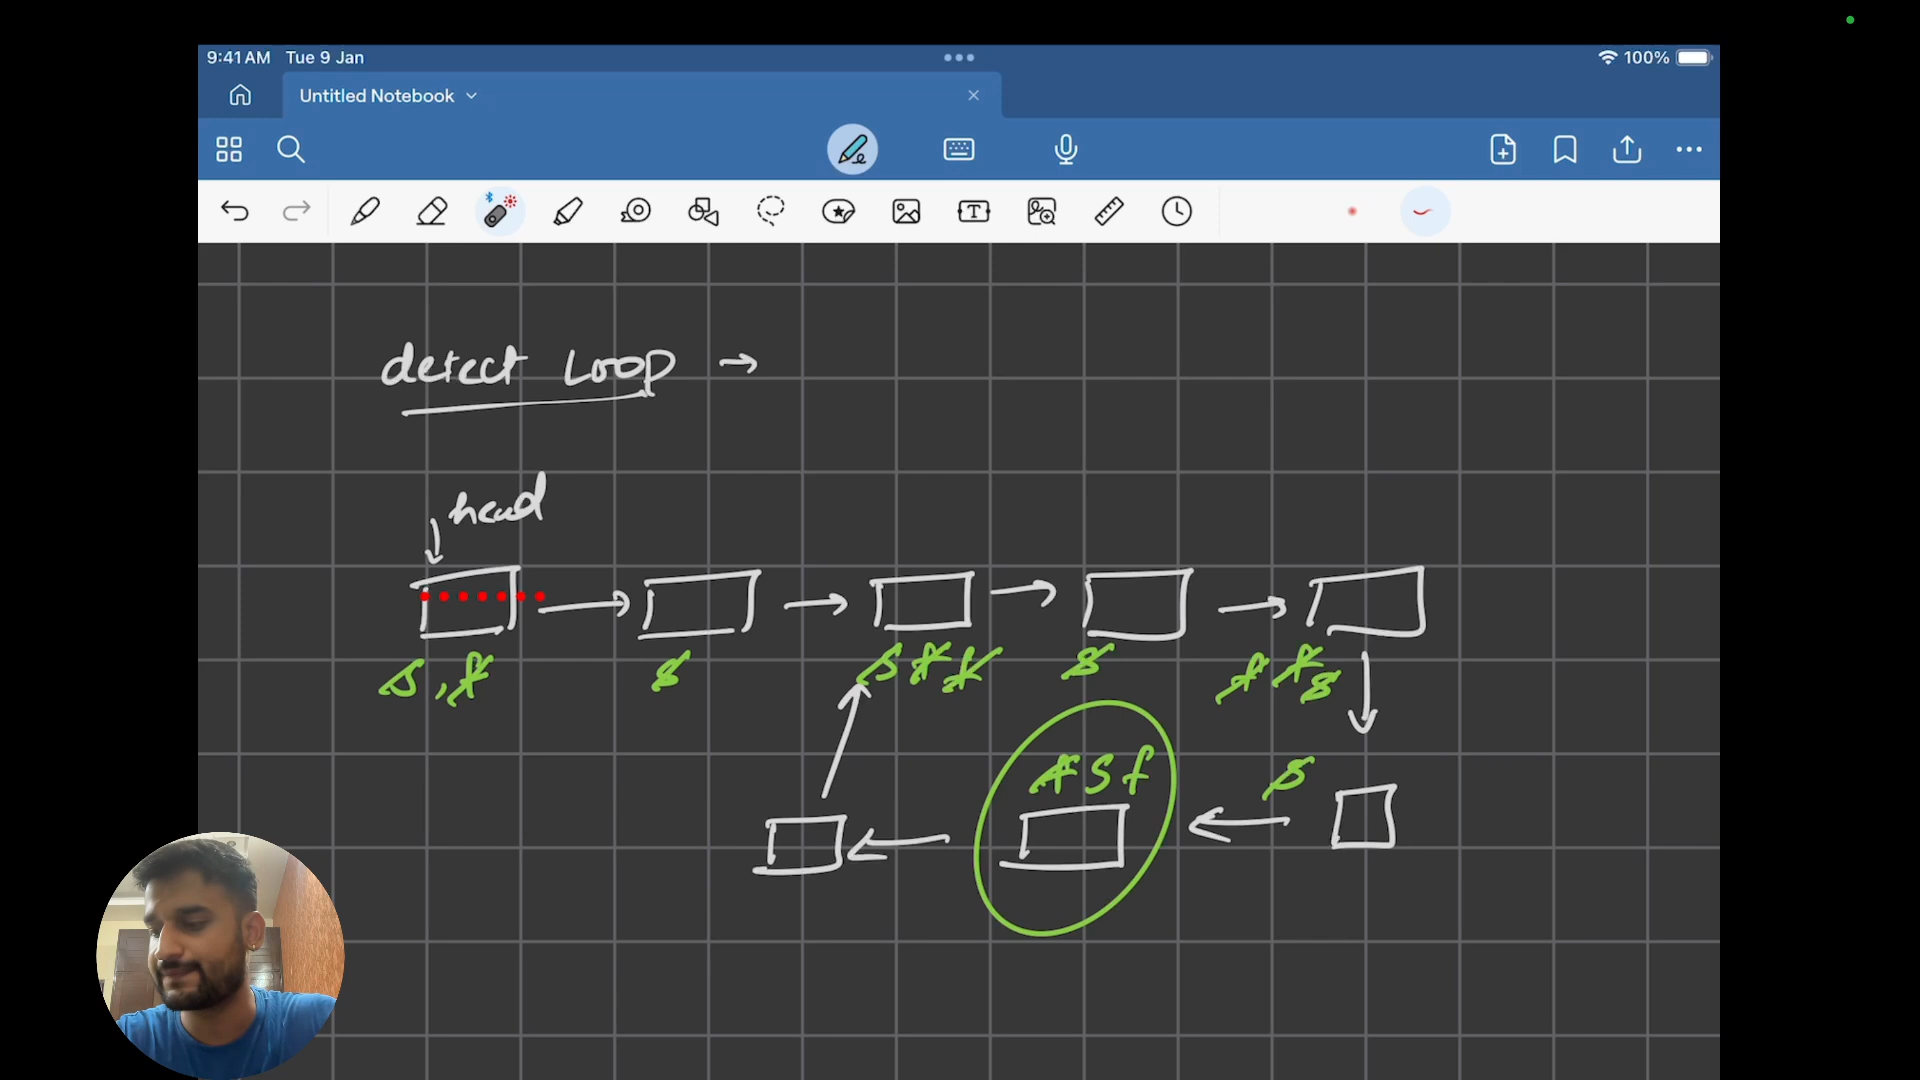 9:41 AM Tue 9 Jan 100%
Untitled Notebook
T
detect Loop →
head
s, f s s f f s f f s
f s f s